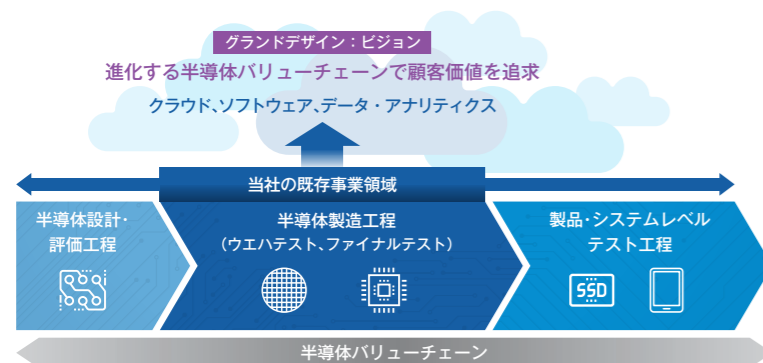 グランドデザイン：ビジョン
進化する半導体バリューチェーンで顧客価値を追求
クラウド、ソフトウェア、データ・アナリティクス
当社の既存事業領域
半導体設計・
評価工程
半導体製造工程
（ウエハテスト、ファイナルテスト）
製品・システムレベル
テスト工程
SSD
半導体バリューチェーン